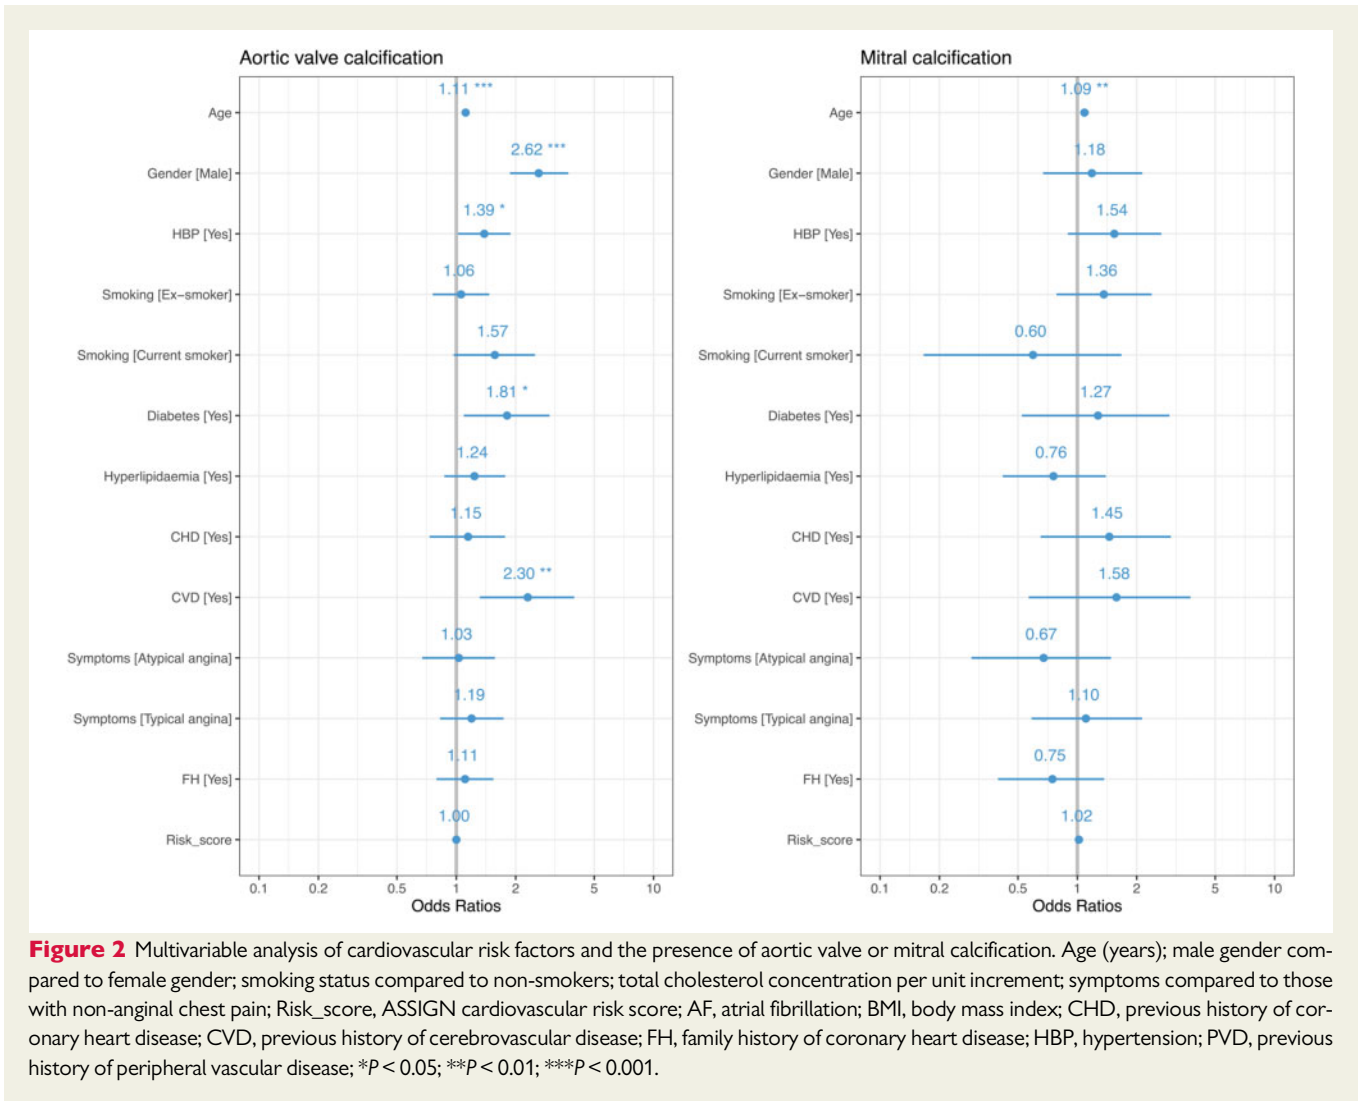 Aortic valve calcification
Age
1.11 ***
Gender [Male]
2.62 ***
HBP [Yes]
1.39 *
Smoking [Ex−smoker]
1.06
Smoking [Current smoker]
1.57
Diabetes [Yes]
1.81 *
Hyperlipidaemia [Yes]
1.24
CHD [Yes]
1.15
CVD [Yes]
2.30 **
Symptoms [Atypical angina]
1.03
Symptoms [Typical angina]
1.19
FH [Yes]
1.11
Risk_score
1.00
0.1 0.2 0.5 1 2 5 10
Odds Ratios
Mitral calcification
Age
1.09 **
Gender [Male]
1.18
HBP [Yes]
1.54
Smoking [Ex−smoker]
1.36
Smoking [Current smoker]
0.60
Diabetes [Yes]
1.27
Hyperlipidaemia [Yes]
0.76
CHD [Yes]
1.45
CVD [Yes]
1.58
Symptoms [Atypical angina]
0.67
Symptoms [Typical angina]
1.10
FH [Yes]
0.75
Risk_score
1.02
0.1 0.2 0.5 1 2 5 10
Odds Ratios
Figure 2 Multivariable analysis of cardiovascular risk factors and the presence of aortic valve or mitral calcification. Age (years); male gender com-
pared to female gender; smoking status compared to non-smokers; total cholesterol concentration per unit increment; symptoms compared to those
with non-anginal chest pain; Risk_score, ASSIGN cardiovascular risk score; AF, atrial fibrillation; BMI, body mass index; CHD, previous history of cor-
onary heart disease; CVD, previous history of cerebrovascular disease; FH, family history of coronary heart disease; HBP, hypertension; PVD, previous
history of peripheral vascular disease; *P < 0.05; **P < 0.01; ***P < 0.001.